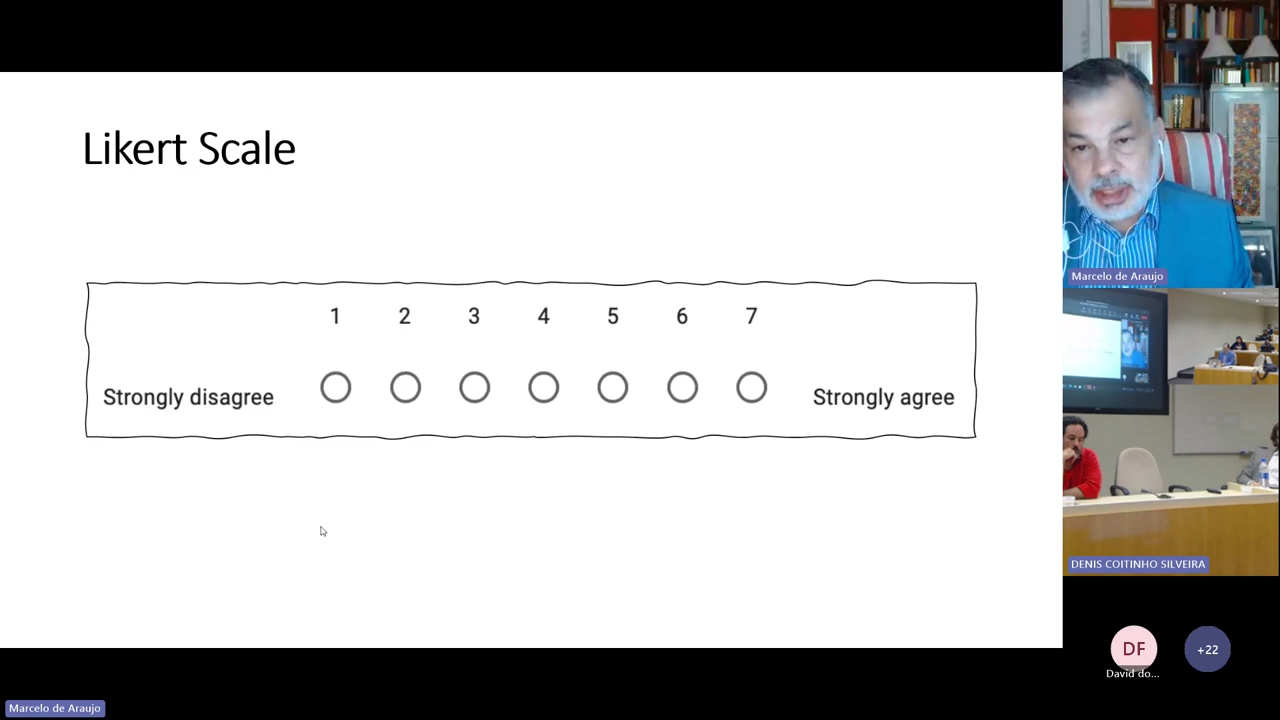 Likert Scale
1 2 3 4 5 6 7
Strongly disagree
Strongly agree
Marcelo de Araujo
DENIS COITINHO SILVEIRA
DF
+22
David do...
Marcelo de Araujo